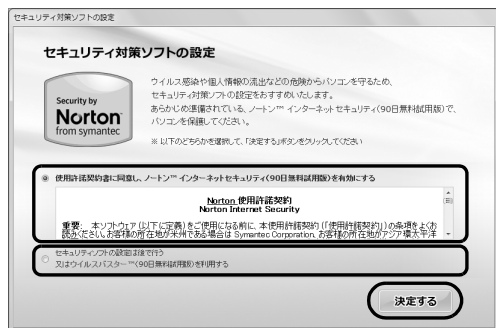 セキュリティ対策ソフトの設定
セキュリティ対策ソフトの設定
Security by
Norton
from symantec
ウイルス感染や個人情報の流出などの危険からパソコンを守るため、
セキュリティ対策ソフトの設定をおすすめいたします。
あらかじめ準備されている、ノートン™ インターネットセキュリティ(90日無料試用版)で、
パソコンを保護してください。
※ 以下のどちらかを選択して、「決定する」ボタンをクリックしてください
使用許諾契約書に同意し、ノートン™ インターネットセキュリティ(90日無料試用版)を有効にする
Norton 使用許諾契約
Norton Internet Security
重要: 本ソフトウェア(以下に定義)をご使用になる前に、本使用許諾契約(「使用許諾契約」)の条項をよくお
読みください。お客様の所在地が米州である場合は Symantec Corporation、お客様の所在地がアジア環太平洋
セキュリティソフトの設定は後で行う
又はウイルスバスター™(90日無料試用版)を利用する
決定する